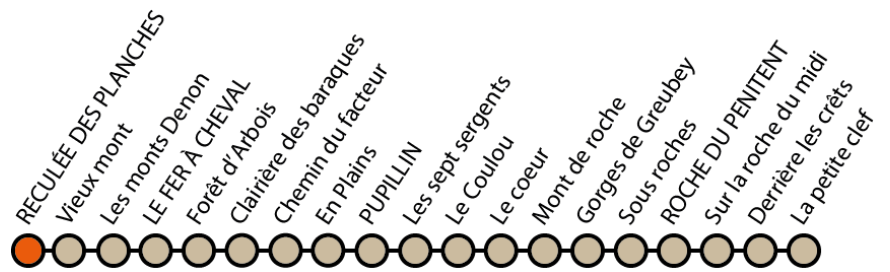 RECULÉE DES PLANCHES
Vieux mont
Les monts Denon
LE FER À CHEVAL
Forêt d'Arbois
Clairière des baraques
Chemin du facteur
En Plains
PUPILLIN
Les sept sergents
Le Coulou
Le coeur
Mont de roche
Gorges de Greubey
Sous roches
ROCHE DU PENITENT
Sur la roche du midi
Derrière les crêts
La petite clef